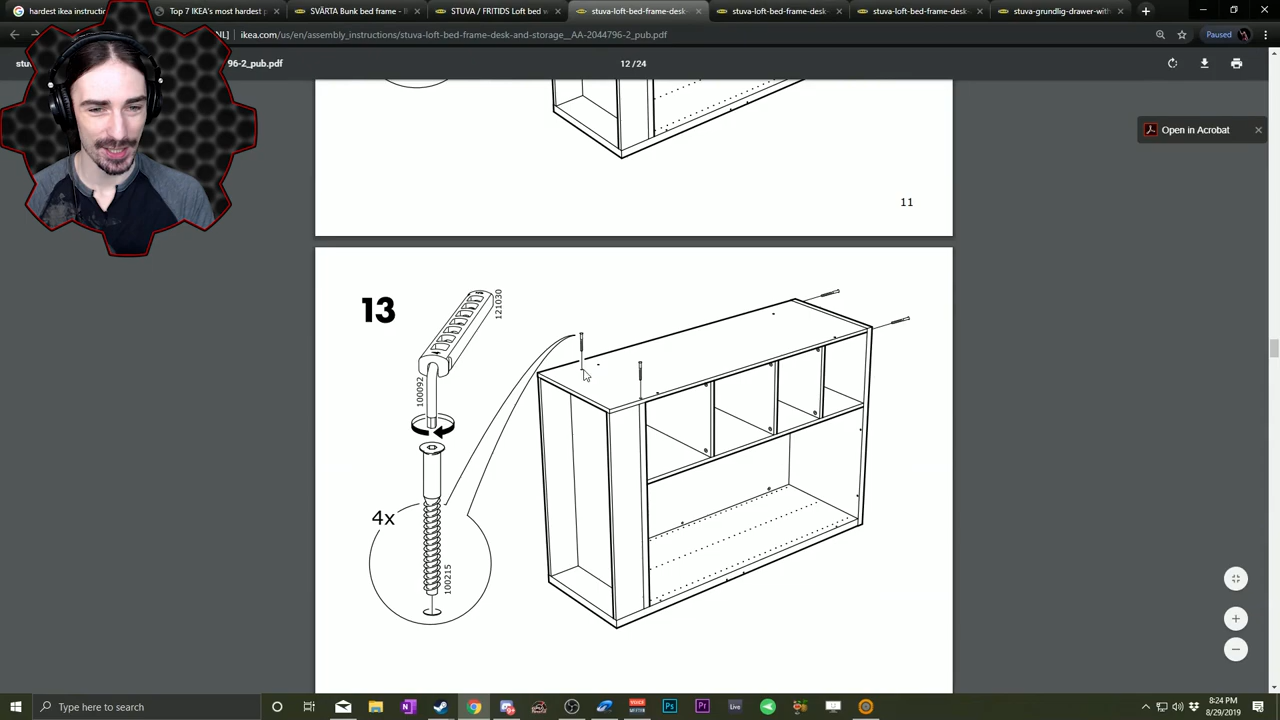 hardest ikea instruct
Top 7 IKEA's most hardest p
SVÄRTA Bunk bed frame - I
STUVA / FRITIDS Loft bed w
stuva-loft-bed-frame-desk-
stuva-loft-bed-frame-desk-
stuva-loft-bed-frame-desk-
stuva-grundlig-drawer-with
[NL] ikea.com/us/en/assembly_instructions/stuva-loft-bed-frame-desk-and-storage__AA-2044796-2_pub.pdf
Paused
96-2_pub.pdf
12 / 24
Open in Acrobat
11
13
121030
100092
4x
100215
Type here to search
8:24 PM
8/29/2019